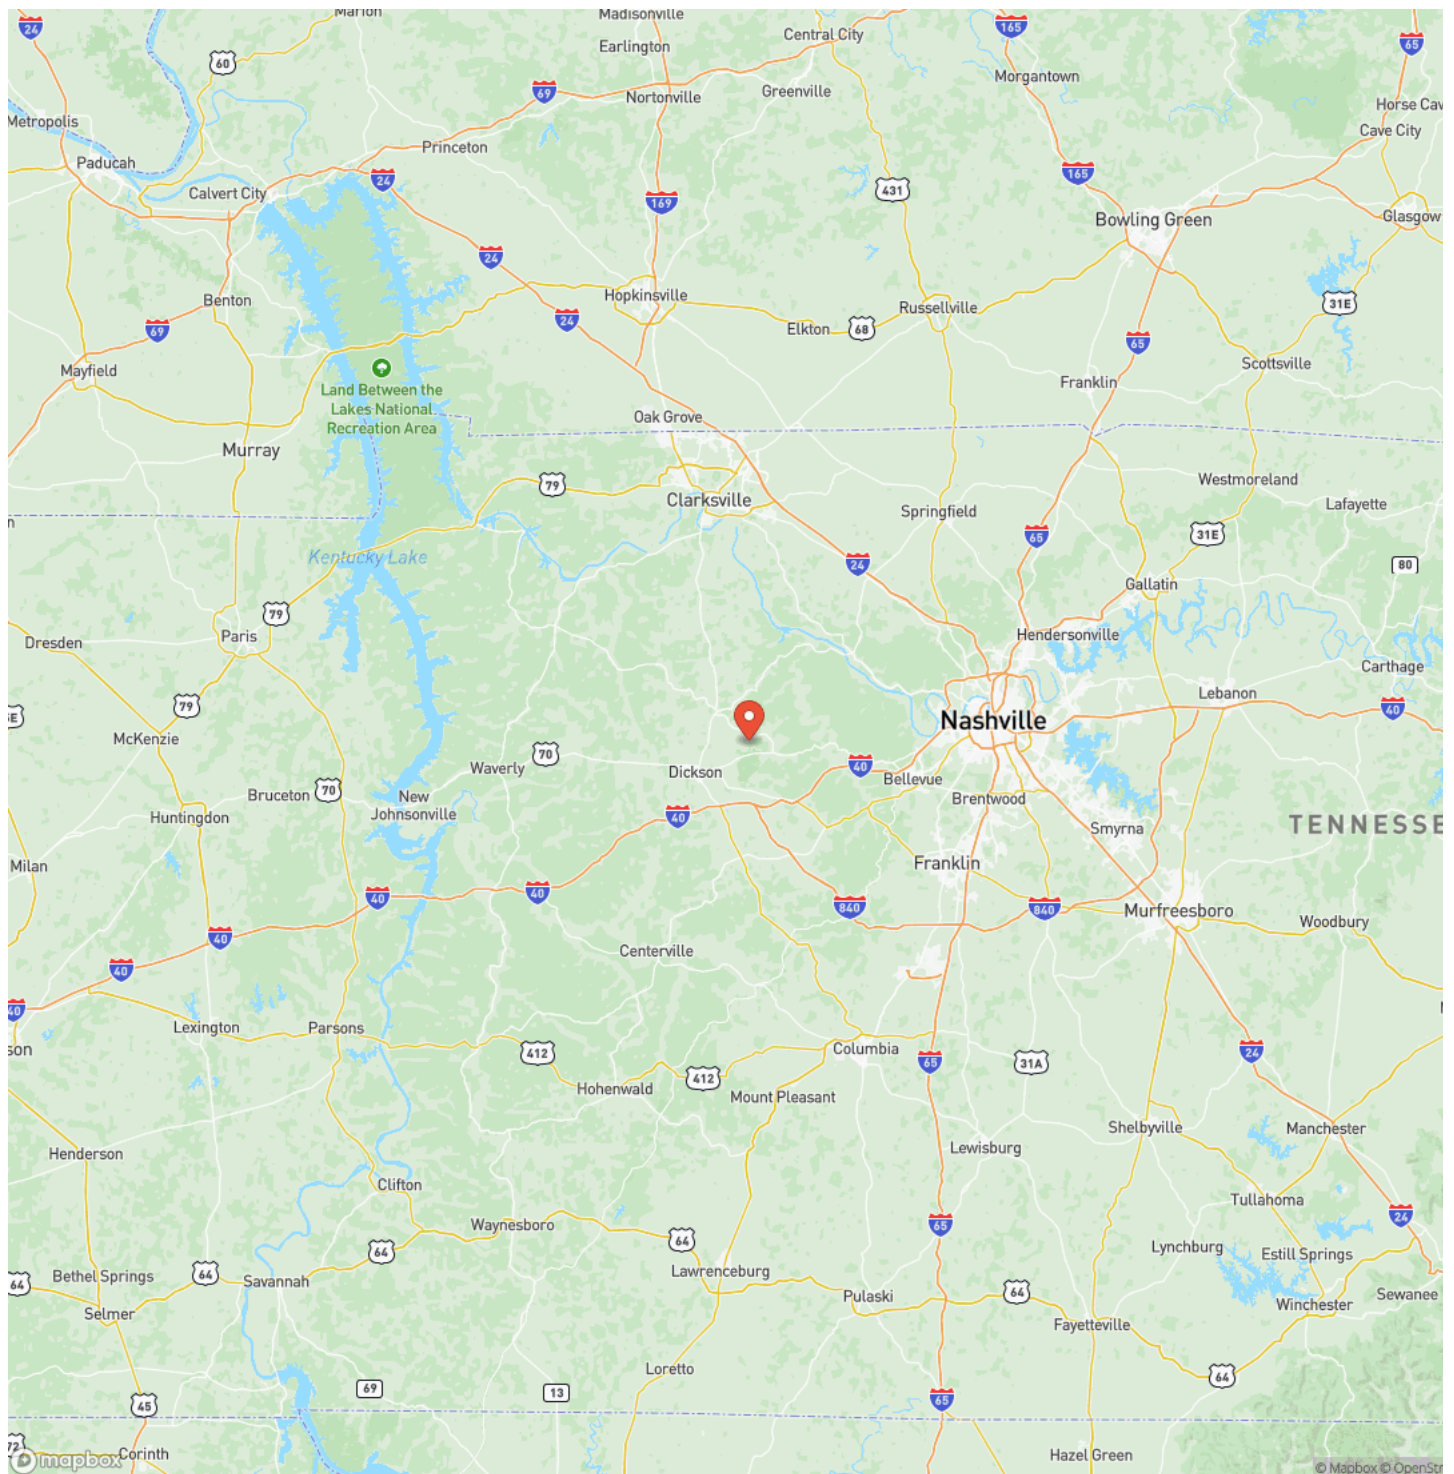 Marion
Madisonville
24
165
Central City
65
Earlington
60
Morgantown
69
Nortonville
Greenville
Horse Cav
Metropolis
Cave City
Princeton
Paducah
24
165
Calvert City
431
169
Bowling Green
Glasgow
24
Hopkinsville
Benton
31E
Russellville
24
69
Elkton
68
65
Mayfield
Scottsville
Franklin
Land Between the
Lakes National
Recreation Area
Oak Grove
Murray
79
Westmoreland
Clarksville
Lafayette
Springfield
n
65
31E
Kentucky Lake
24
80
Gallatin
79
Paris
Hendersonville
Dresden
Carthage
Lebanon
79
40
E
Nashville
McKenzie
70
Waverly
40
Dickson
Bellevue
70
Bruceton
New
Johnsonville
Brentwood
Huntingdon
40
TENNESSE
Smyrna
Milan
Franklin
40
40
840
840
Murfreesboro
Woodbury
40
Centerville
40
40
Lexington
Parsons
son
Columbia
412
24
65
31A
412
Hohenwald
Mount Pleasant
Shelbyville
Manchester
Lewisburg
Henderson
Clifton
Tullahoma
24
Waynesboro
65
64
Lynchburg
64
Estill Springs
Bethel Springs
64
Lawrenceburg
64
Savannah
64
Pulaski
Sewanee
Selmer
Winchester
Fayetteville
Loretto
64
69
13
45
65
72
Corinth
mapbox
Hazel Green
© Mapbox © OpenStr